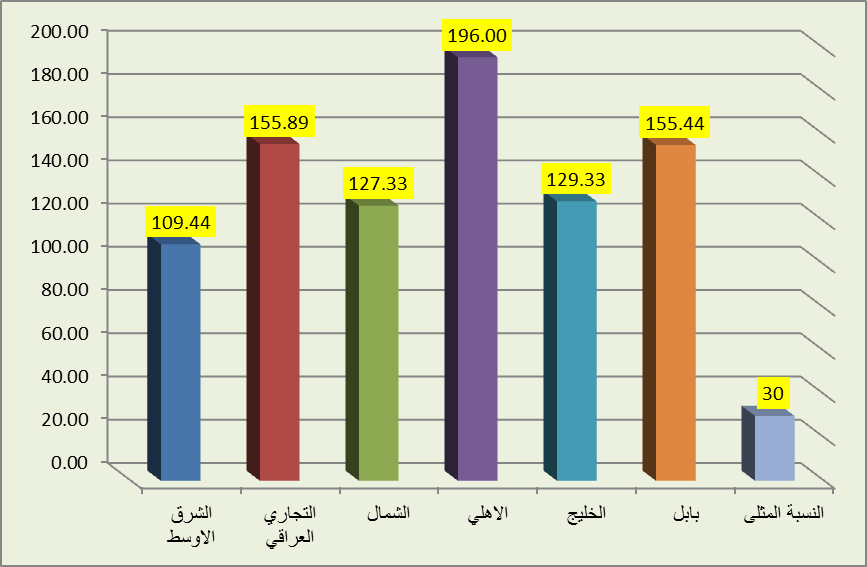 200.00
180.00
160.00
140.00
120.00
100.00
80.00
60.00
40.00
20.00
0.00
109.44
155.89
127.33
196.00
129.33
155.44
30
الشرق
الاوسط
التجاري
العراقي
الشمال
الاهلي
الخليج
بابل
النسبة المثلى